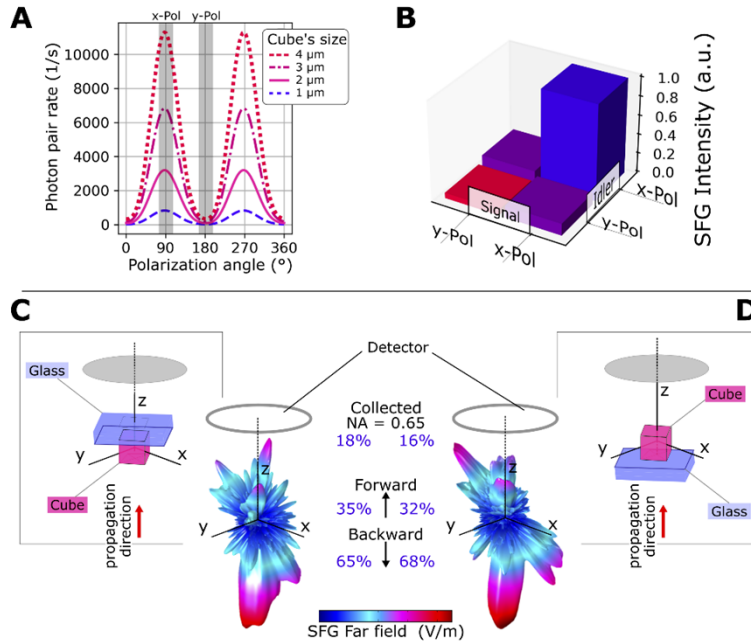 A
x-Pol y-Pol
Cube's size
4 µm
3 µm
2 µm
1 µm
Photon pair rate (1/s)
10000
8000
6000
4000
2000
0
0 90 180 270 360
Polarization angle (°)
B
1.0
0.8
0.6
0.4
0.2
0.0
SFG Intensity (a.u.)
Signal
Idler
y-Pol
x-Pol
y-Pol
x-Pol
C
Glass
z
y
x
Cube
propagation
direction
Detector
Collected
NA = 0.65
18% 16%
Forward
35% 32%
Backward
65% 68%
z
y
x
z
y
x
SFG Far field (V/m)
D
z
Cube
y
x
Glass
propagation
direction